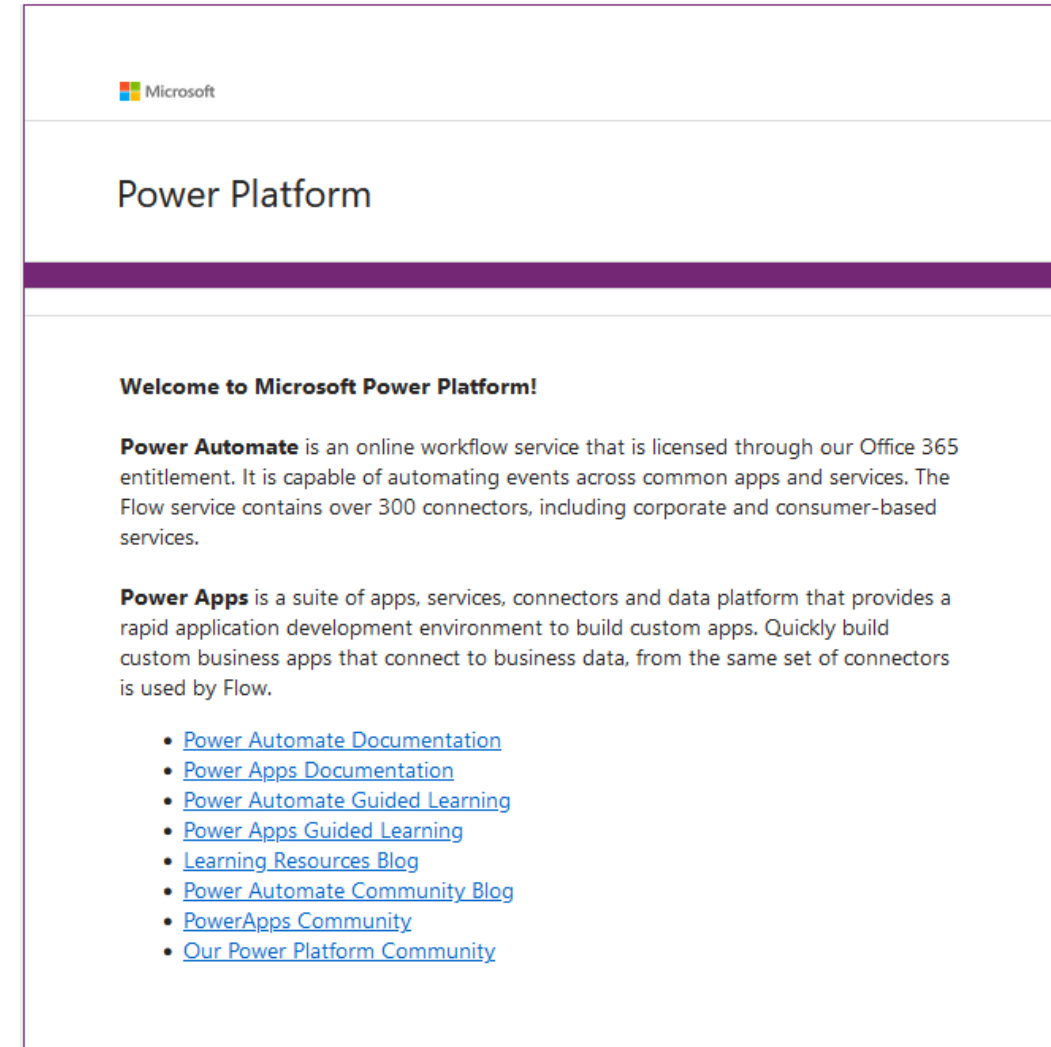 Microsoft
Power Platform
Welcome to Microsoft Power Platform!
Power Automate is an online workflow service that is licensed through our Office 365
entitlement. It is capable of automating events across common apps and services. The
Flow service contains over 300 connectors, including corporate and consumer-based
services.
Power Apps is a suite of apps, services, connectors and data platform that provides a
rapid application development environment to build custom apps. Quickly build
custom business apps that connect to business data, from the same set of connectors
is used by Flow.
• Power Automate Documentation
• Power Apps Documentation
• Power Automate Guided Learning
• Power Apps Guided Learning
• Learning Resources Blog
• Power Automate Community Blog
• PowerApps Community
• Our Power Platform Community